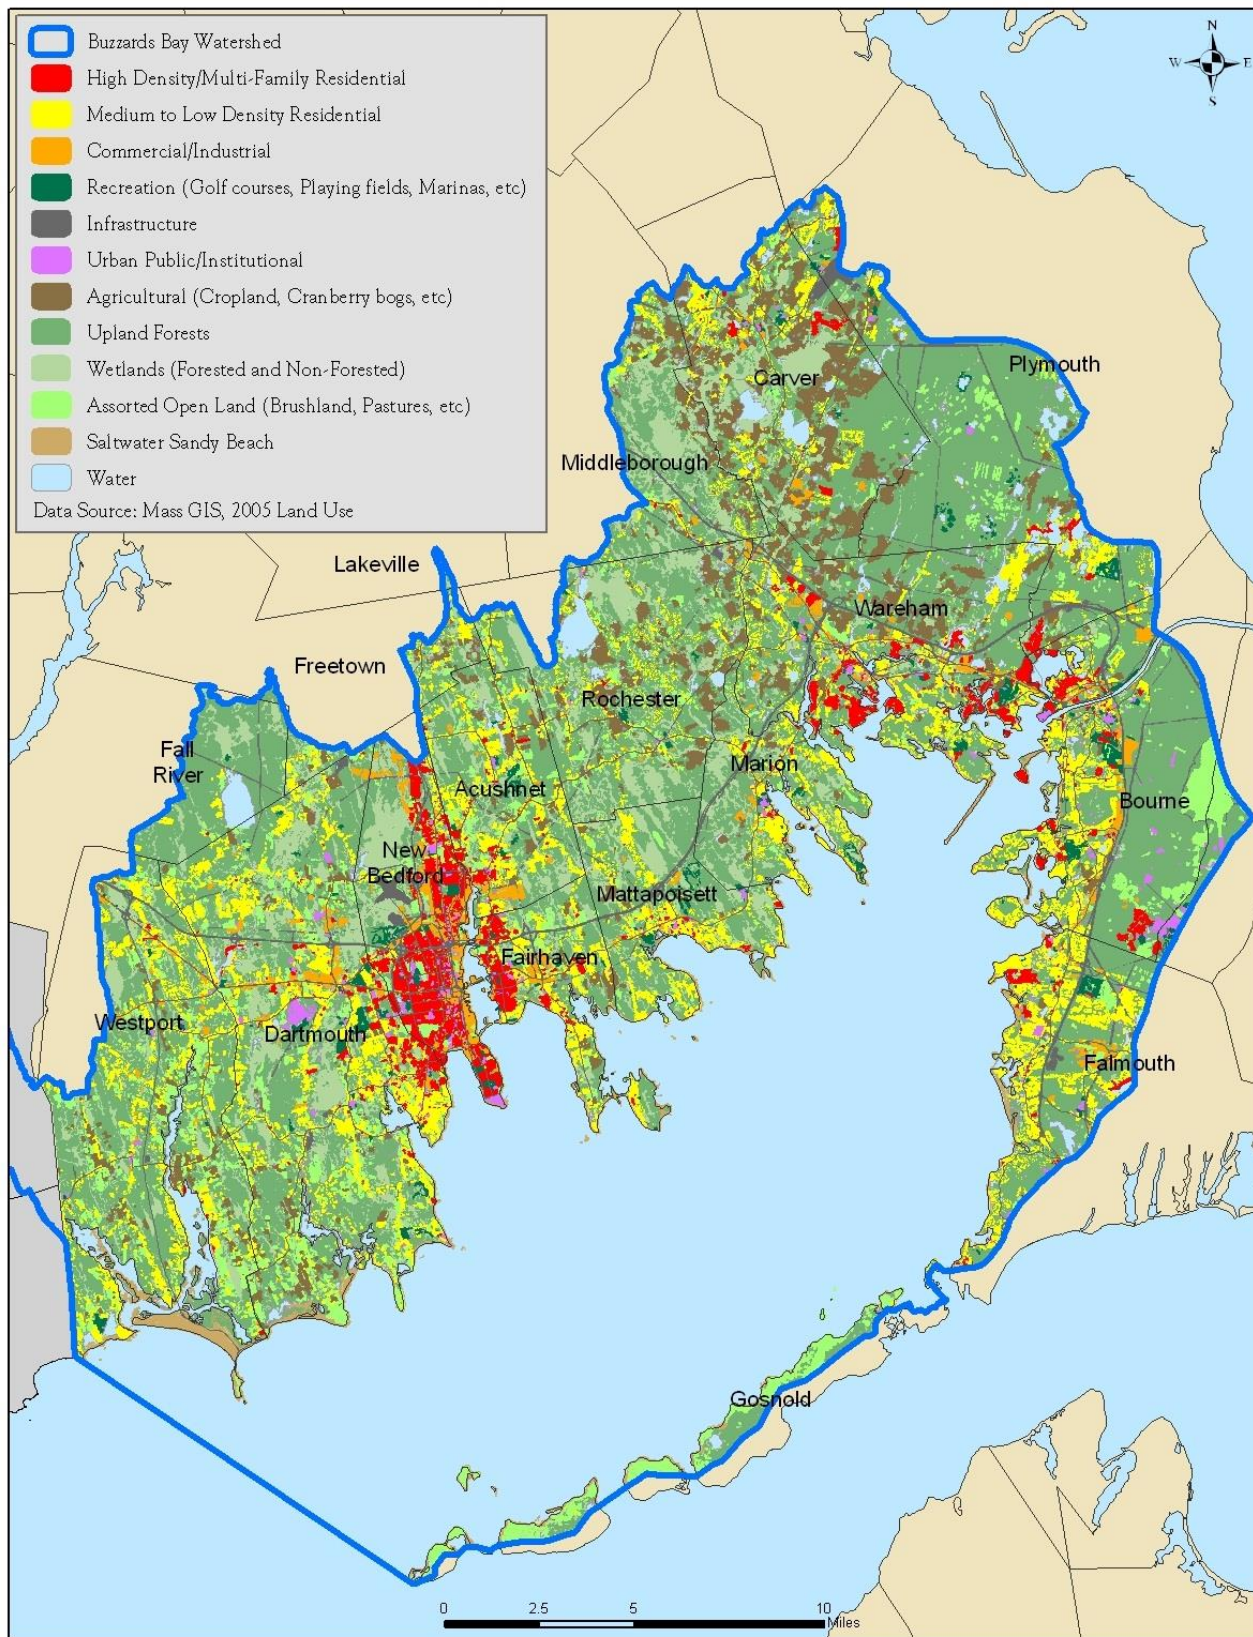 Buzzards Bay Watershed
High Density/Multi-Family Residential
Medium to Low Density Residential
Commercial/Industrial
Recreation (Golf courses, Playing fields, Marinas, etc)
Infrastructure
Urban Public/Institutional
Agricultural (Cropland, Cranberry bogs, etc)
Upland Forests
Wetlands (Forested and Non-Forested)
Assorted Open Land (Brushland, Pastures, etc)
Saltwater Sandy Beach
Water
Data Source: Mass GIS, 2005 Land Use
N
W E
S
Plymouth
Carver
Middleborough
Lakeville
Wareham
Freetown
Rochester
Fall
River
Marion
Acushnet
Bourne
New
Bedford
Mattapoisett
Fairhaven
Westport
Dartmouth
Falmouth
Gosnold
0 2.5 5 10
Miles